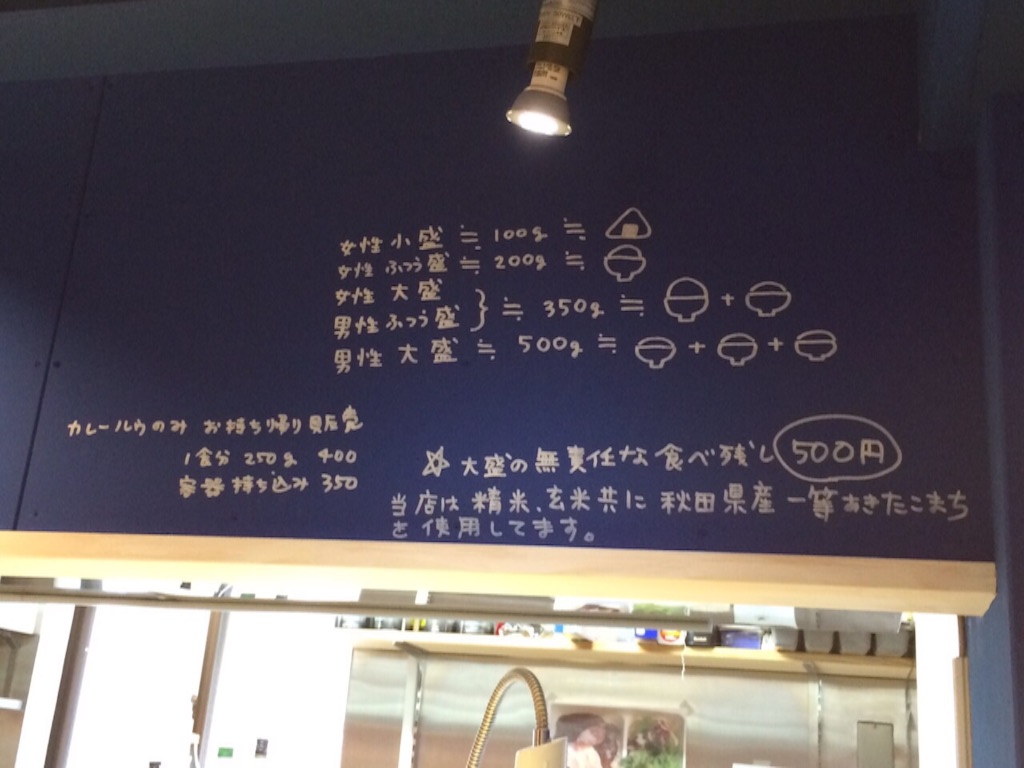 女性 小盛 ≒ 100g ≒
女性 ふつう盛 ≒ 200g ≒
女性 大盛
男性 ふつう盛 } ≒ 350g ≒ +
男性 大盛 ≒ 500g ≒ + +
カレールウのみ お持ち帰り販売
1食分 250g 400
容器持ち込み 350
☆ 大盛の無責任な食べ残し 500円
当店は精米、玄米共に 秋田県産 一等あきたこまち
を使用してます。